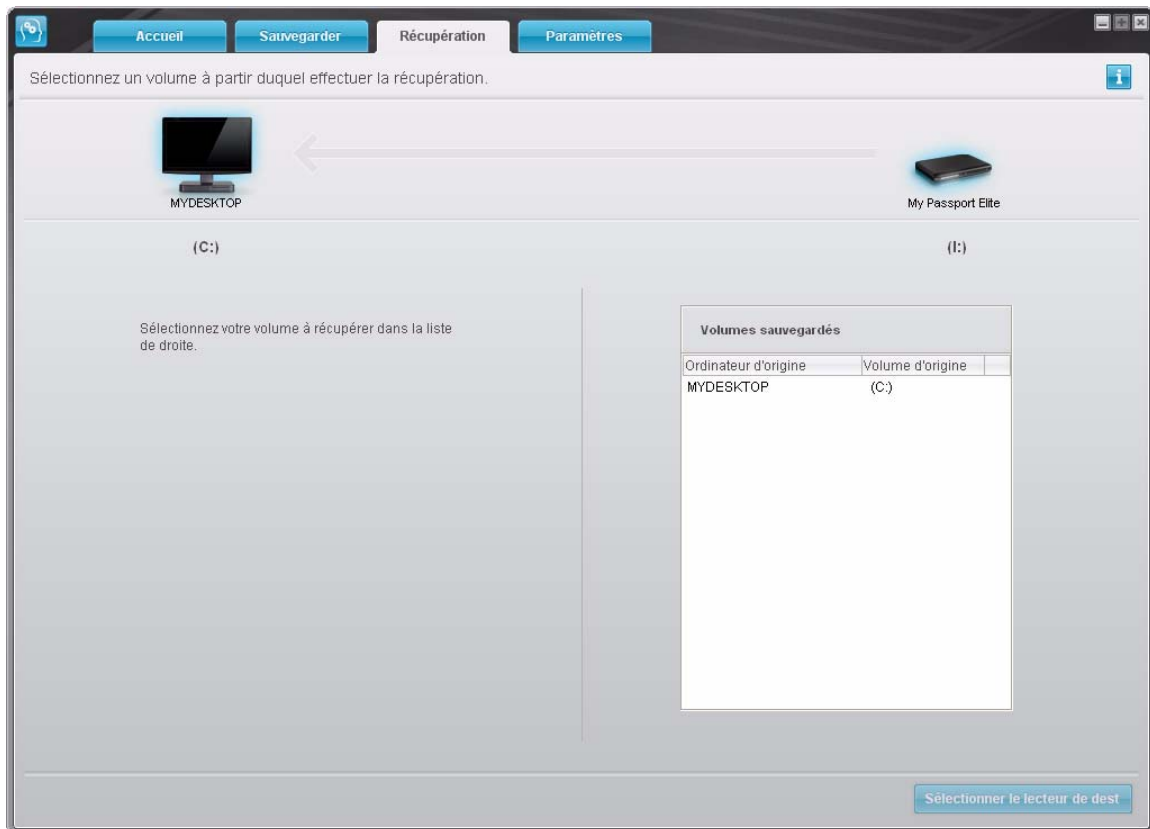 Accueil
Sauvegarder
Récupération
Paramètres
Sélectionnez un volume à partir duquel effectuer la récupération.
i
MYDESKTOP
My Passport Elite
(C:)
(I:)
Sélectionnez votre volume à récupérer dans la liste
de droite.
Volumes sauvegardés
Ordinateur d'origine Volume d'origine
MYDESKTOP (C:)
Sélectionner le lecteur de dest